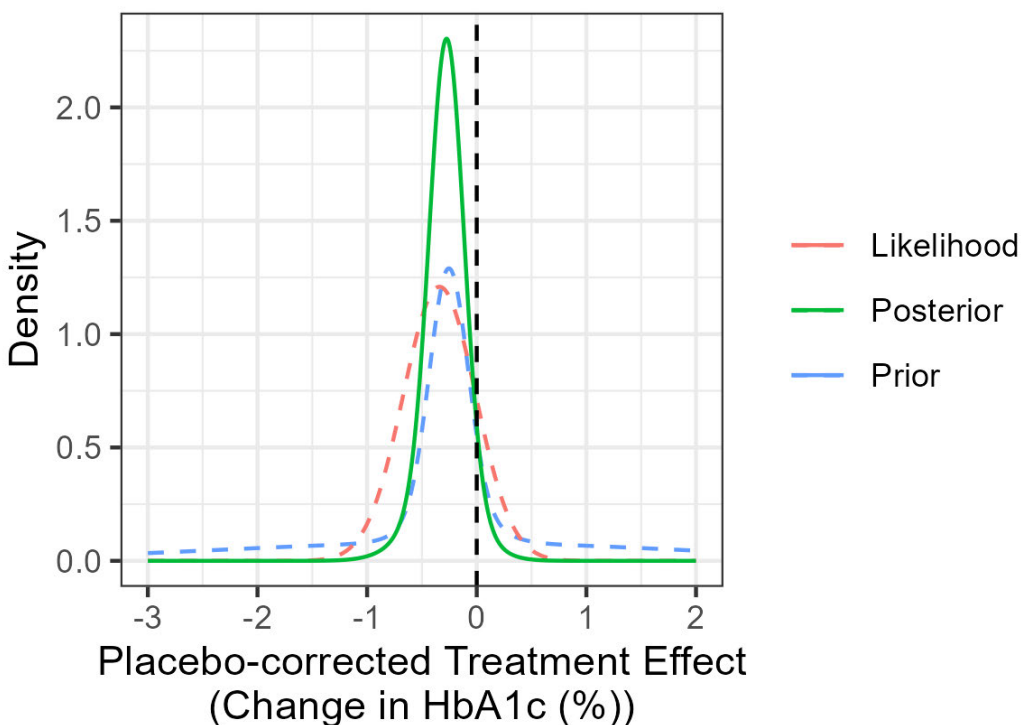 2.0
1.5
1.0
0.5
0.0
Density
-3 -2 -1 0 1 2
Placebo-corrected Treatment Effect
(Change in HbA1c (%))
Likelihood
Posterior
Prior